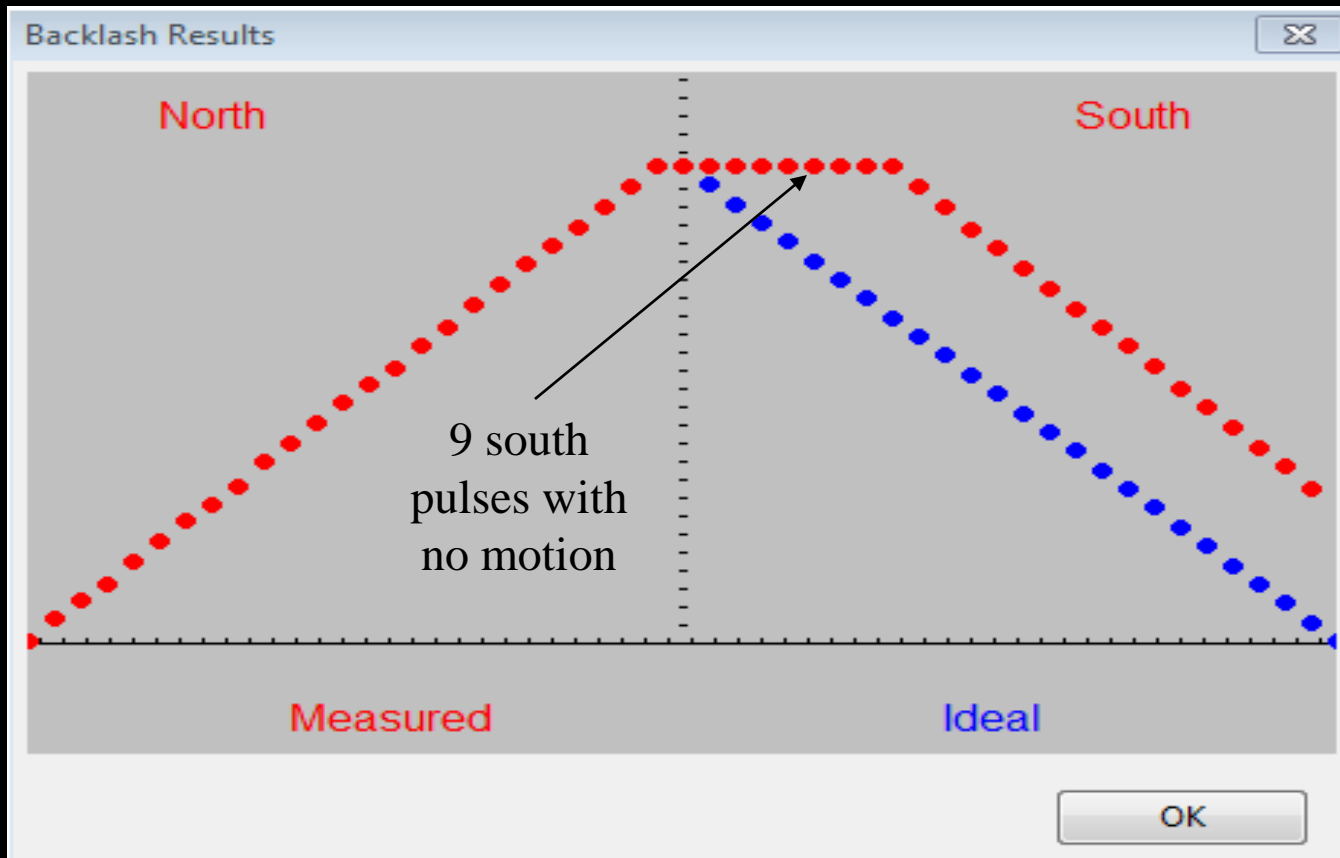 Backlash Results
North
South
9 south
pulses with
no motion
Measured
Ideal
OK